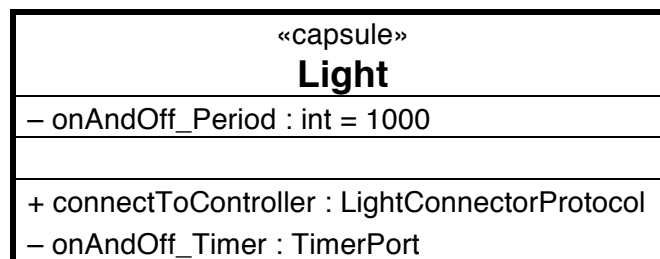 «capsule»
Light
– onAndOff_Period : int = 1000
+ connectToController : LightConnectorProtocol
– onAndOff_Timer : TimerPort